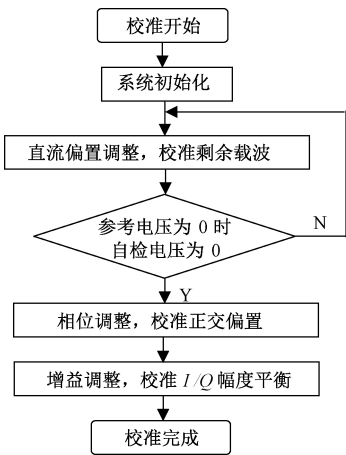 校准开始
系统初始化
直流偏置调整，校准剩余载波
参考电压为 0 时
自检电压为 0
N
Y
相位调整，校准正交偏置
增益调整，校准 I/Q 幅度平衡
校准完成